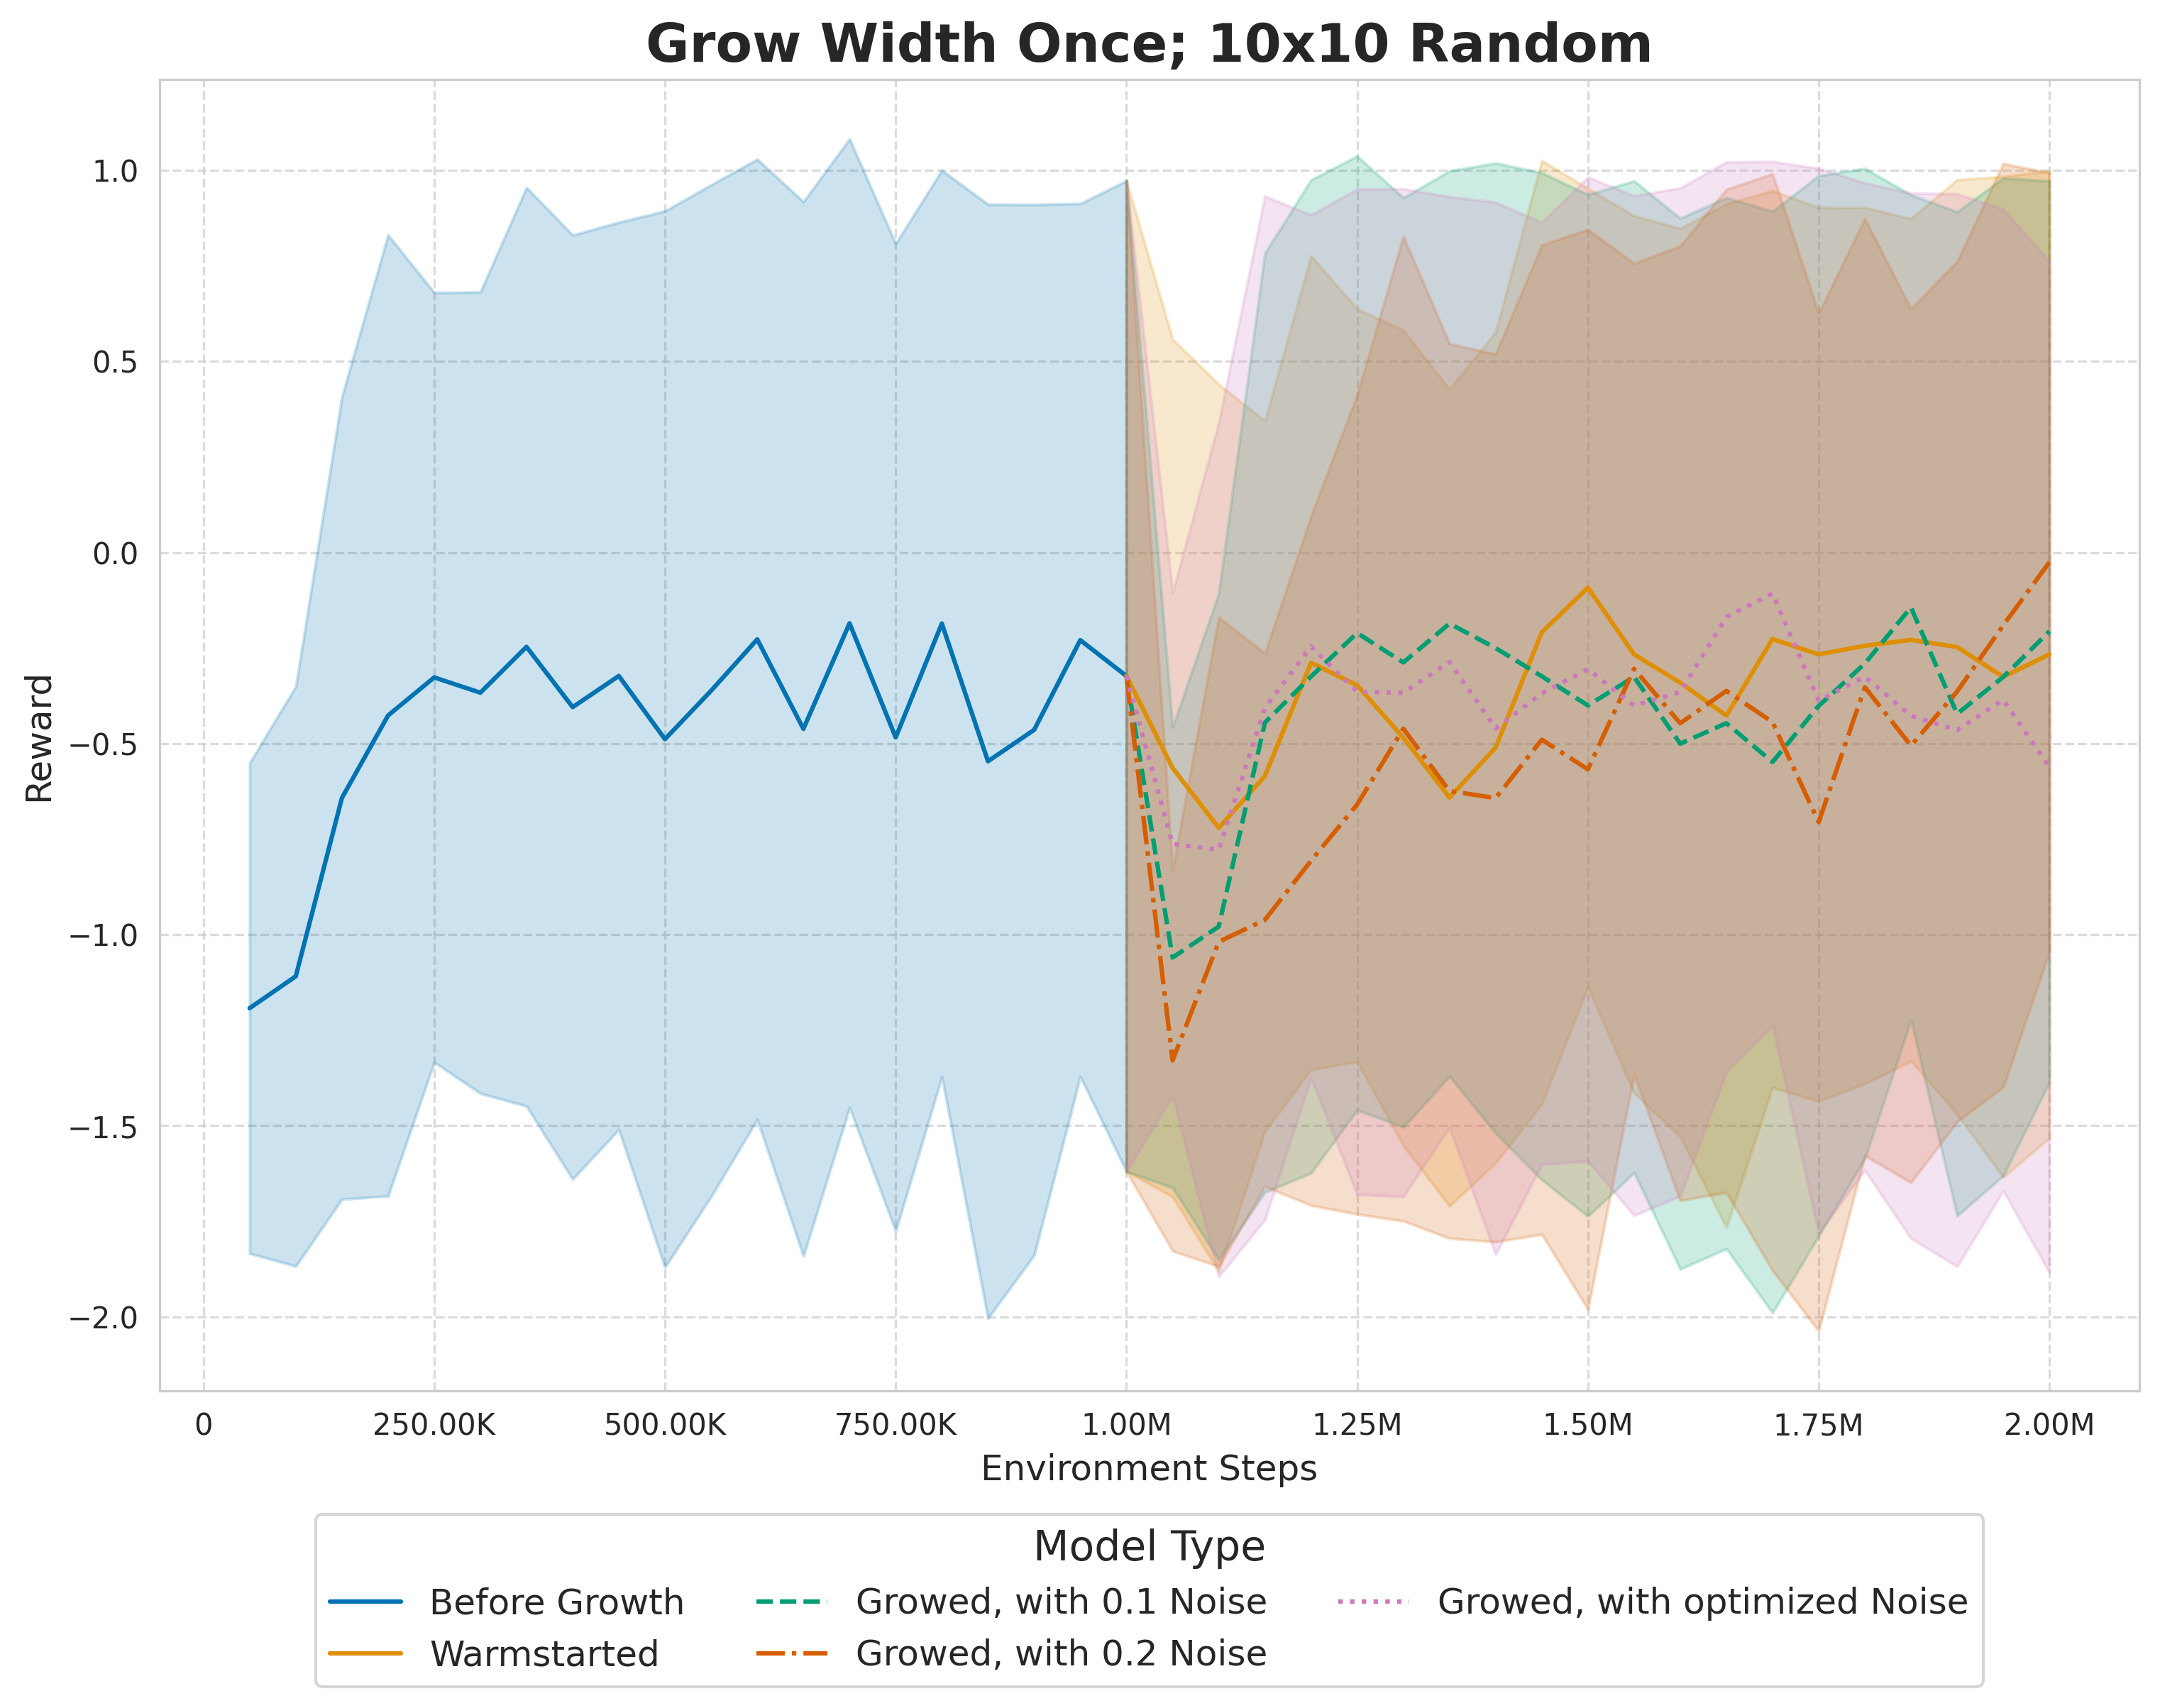 Grow Width Once; 10x10 Random
Reward
1.0
0.5
0.0
−0.5
−1.0
−1.5
−2.0
0 250.00K 500.00K 750.00K 1.00M 1.25M 1.50M 1.75M 2.00M
Environment Steps
Model Type
Before Growth Growed, with 0.1 Noise Growed, with optimized Noise
Warmstarted Growed, with 0.2 Noise